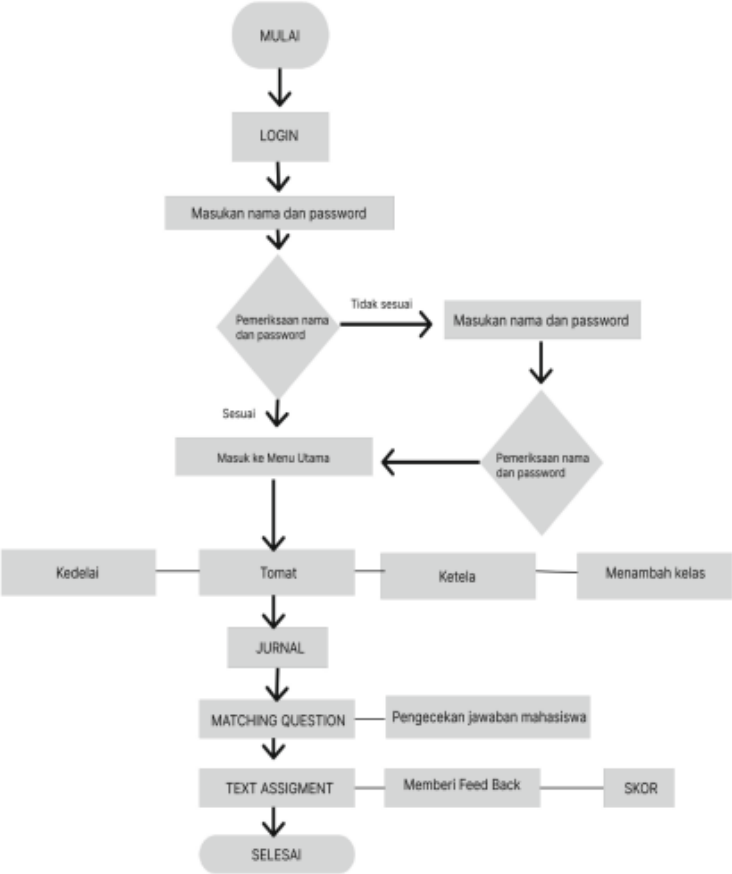 MULAI
LOGIN
Masukan nama dan password
Tidak sesuai
Masukan nama dan password
Pemeriksaan nama
dan password
Sesuai
Masuk ke Menu Utama
Pemeriksaan nama
dan password
Kedelai
Tomat
Ketela
Menambah kelas
JURNAL
MATCHING QUESTION
Pengecekan jawaban mahasiswa
TEXT ASSIGMENT
Memberi Feed Back
SKOR
SELESAI